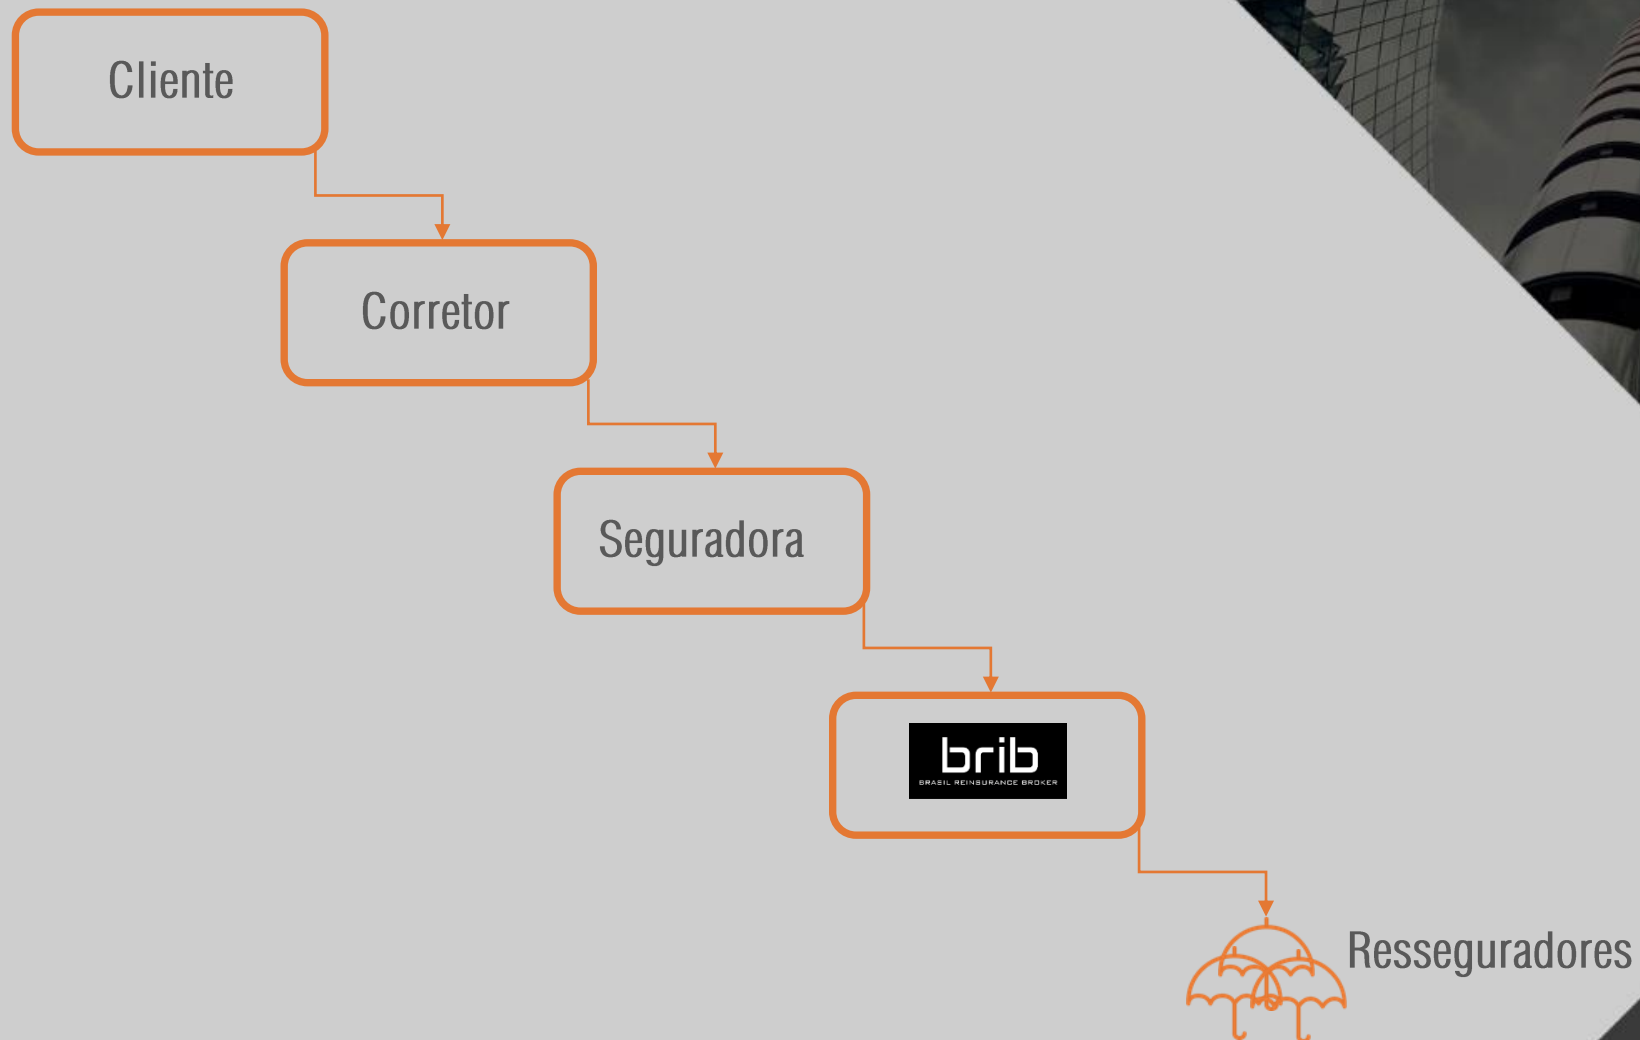 Cliente
Corretor
Seguradora
brib
BRASIL REINSURANCE BROKER
Resseguradores